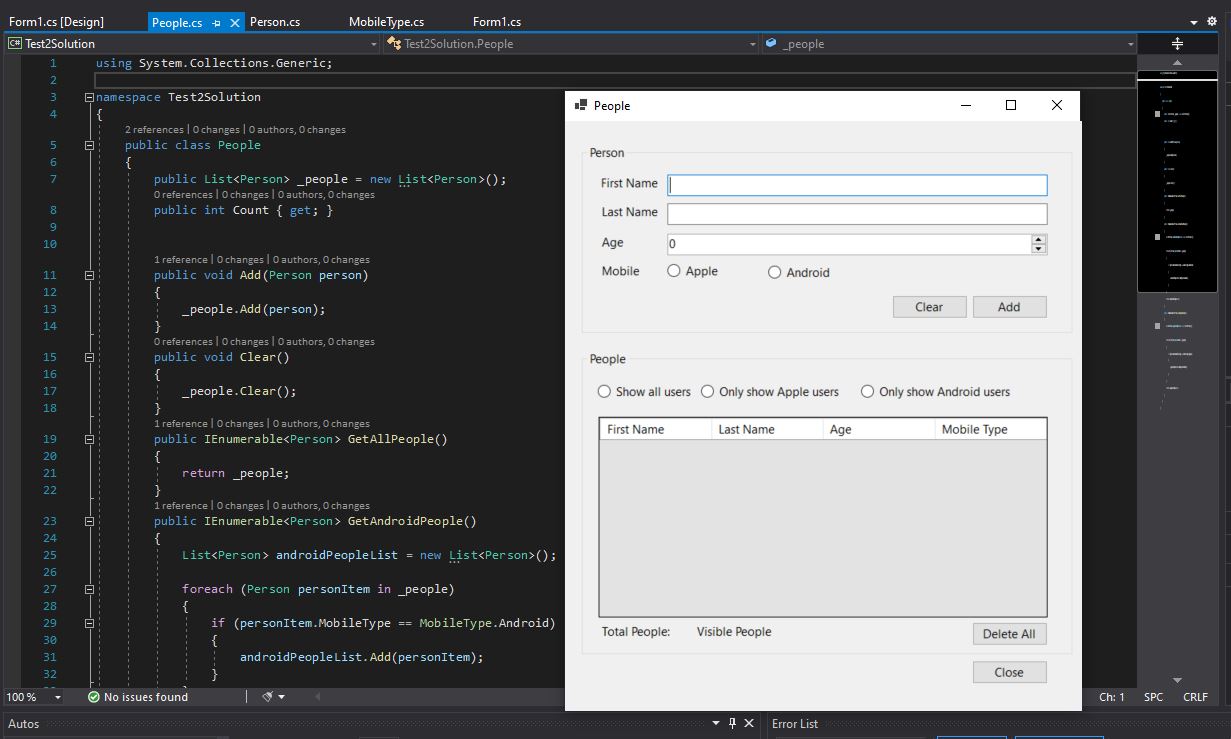 Form1.cs [Design]
People.cs
Person.cs
MobileType.cs
Form1.cs
C# Test2Solution
Test2Solution.People
_people
1 using System.Collections.Generic;
2
3 namespace Test2Solution
4 {
2 references | 0 changes | 0 authors, 0 changes
5 public class People
6 {
7 public List<Person> _people = new List<Person>();
0 references | 0 changes | 0 authors, 0 changes
8 public int Count { get; }
9
10
1 reference | 0 changes | 0 authors, 0 changes
11 public void Add(Person person)
12 {
13 _people.Add(person);
14 }
0 references | 0 changes | 0 authors, 0 changes
15 public void Clear()
16 {
17 _people.Clear();
18 }
1 reference | 0 changes | 0 authors, 0 changes
19 public IEnumerable<Person> GetAllPeople()
20 {
21 return _people;
22 }
1 reference | 0 changes | 0 authors, 0 changes
23 public IEnumerable<Person> GetAndroidPeople()
24 {
25 List<Person> androidPeopleList = new List<Person>();
26
27 foreach (Person personItem in _people)
28 {
29 if (personItem.MobileType == MobileType.Android)
30 {
31 androidPeopleList.Add(personItem);
32 }
People
Person
First Name
Last Name
Age 0
Mobile Apple Android
Clear Add
People
Show all users Only show Apple users Only show Android users
First Name Last Name Age Mobile Type
Total People: Visible People Delete All
Close
100 % No issues found Ch: 1 SPC CRLF
Autos
Error List